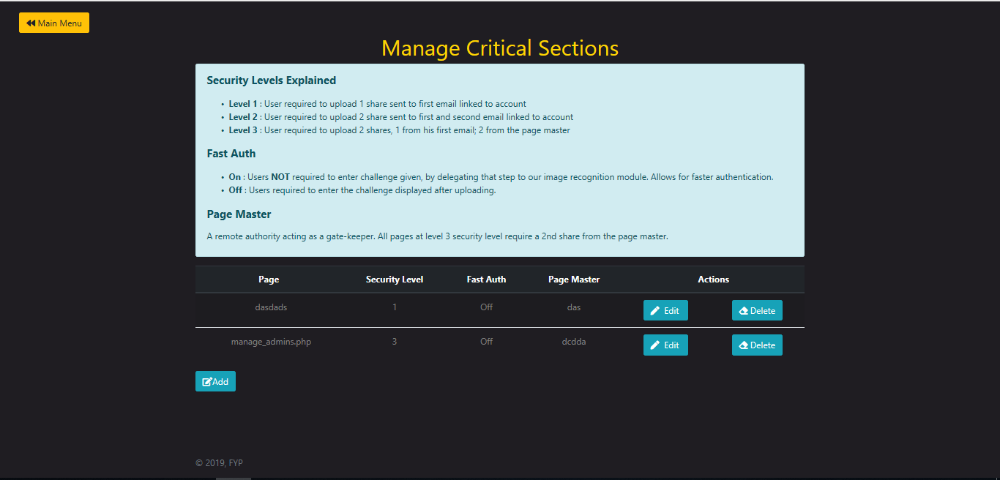 Main Menu
Manage Critical Sections
Security Levels Explained
• Level 1 : User required to upload 1 share sent to first email linked to account
• Level 2 : User required to upload 2 share sent to first and second email linked to account
• Level 3 : User required to upload 2 shares, 1 from his first email; 2 from the page master
Fast Auth
• On : Users NOT required to enter challenge given, by delegating that step to our image recognition module. Allows for faster authentication.
• Off : Users required to enter the challenge displayed after uploading.
Page Master
A remote authority acting as a gate-keeper. All pages at level 3 security level require a 2nd share from the page master.
Page Security Level Fast Auth Page Master Actions
dasdads 1 Off das Edit Delete
manage_admins.php 3 Off dcdda Edit Delete
Add
© 2019, FYP